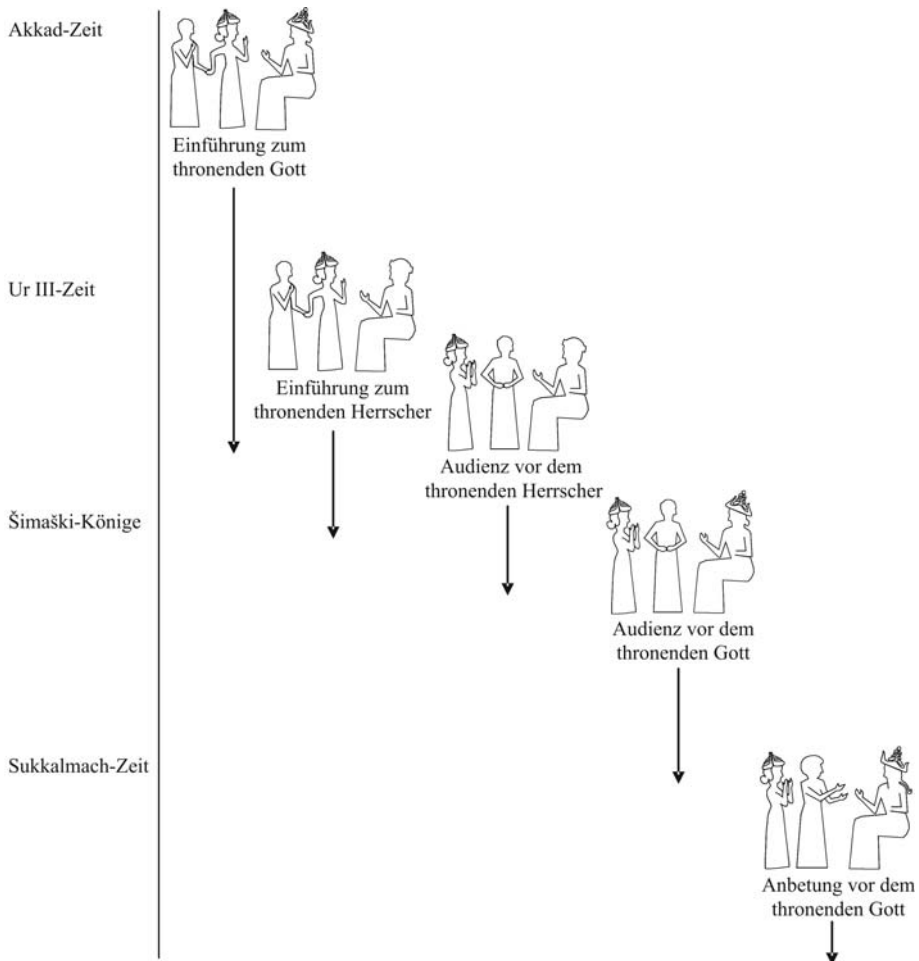 Akkad-Zeit
Einführung zum
thronenden Gott
Ur III-Zeit
Einführung zum
thronenden Herrscher
Audienz vor dem
thronenden Herrscher
Šimaški-Könige
Audienz vor dem
thronenden Gott
Sukkalmach-Zeit
Anbetung vor dem
thronenden Gott